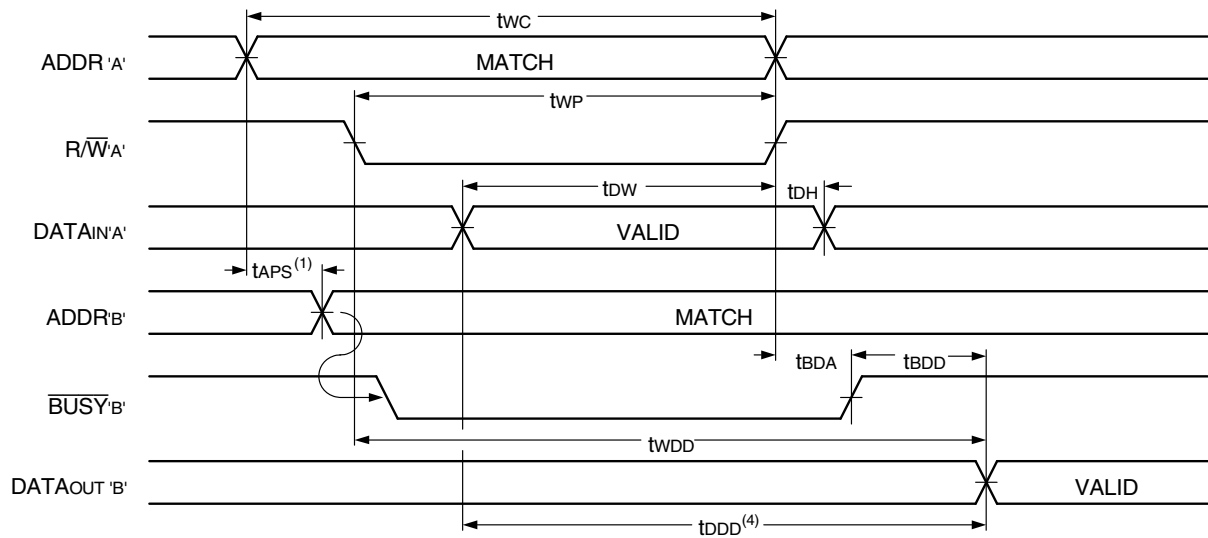 tWC
ADDR 'A'
MATCH
tWP
R/W̅'A'
tDW
tDH
DATAIN'A'
VALID
tAPS(1)
ADDR'B'
MATCH
tBDA
tBDD
B̅U̅S̅Y̅'B'
tWDD
DATAOUT 'B'
VALID
tDDD(4)